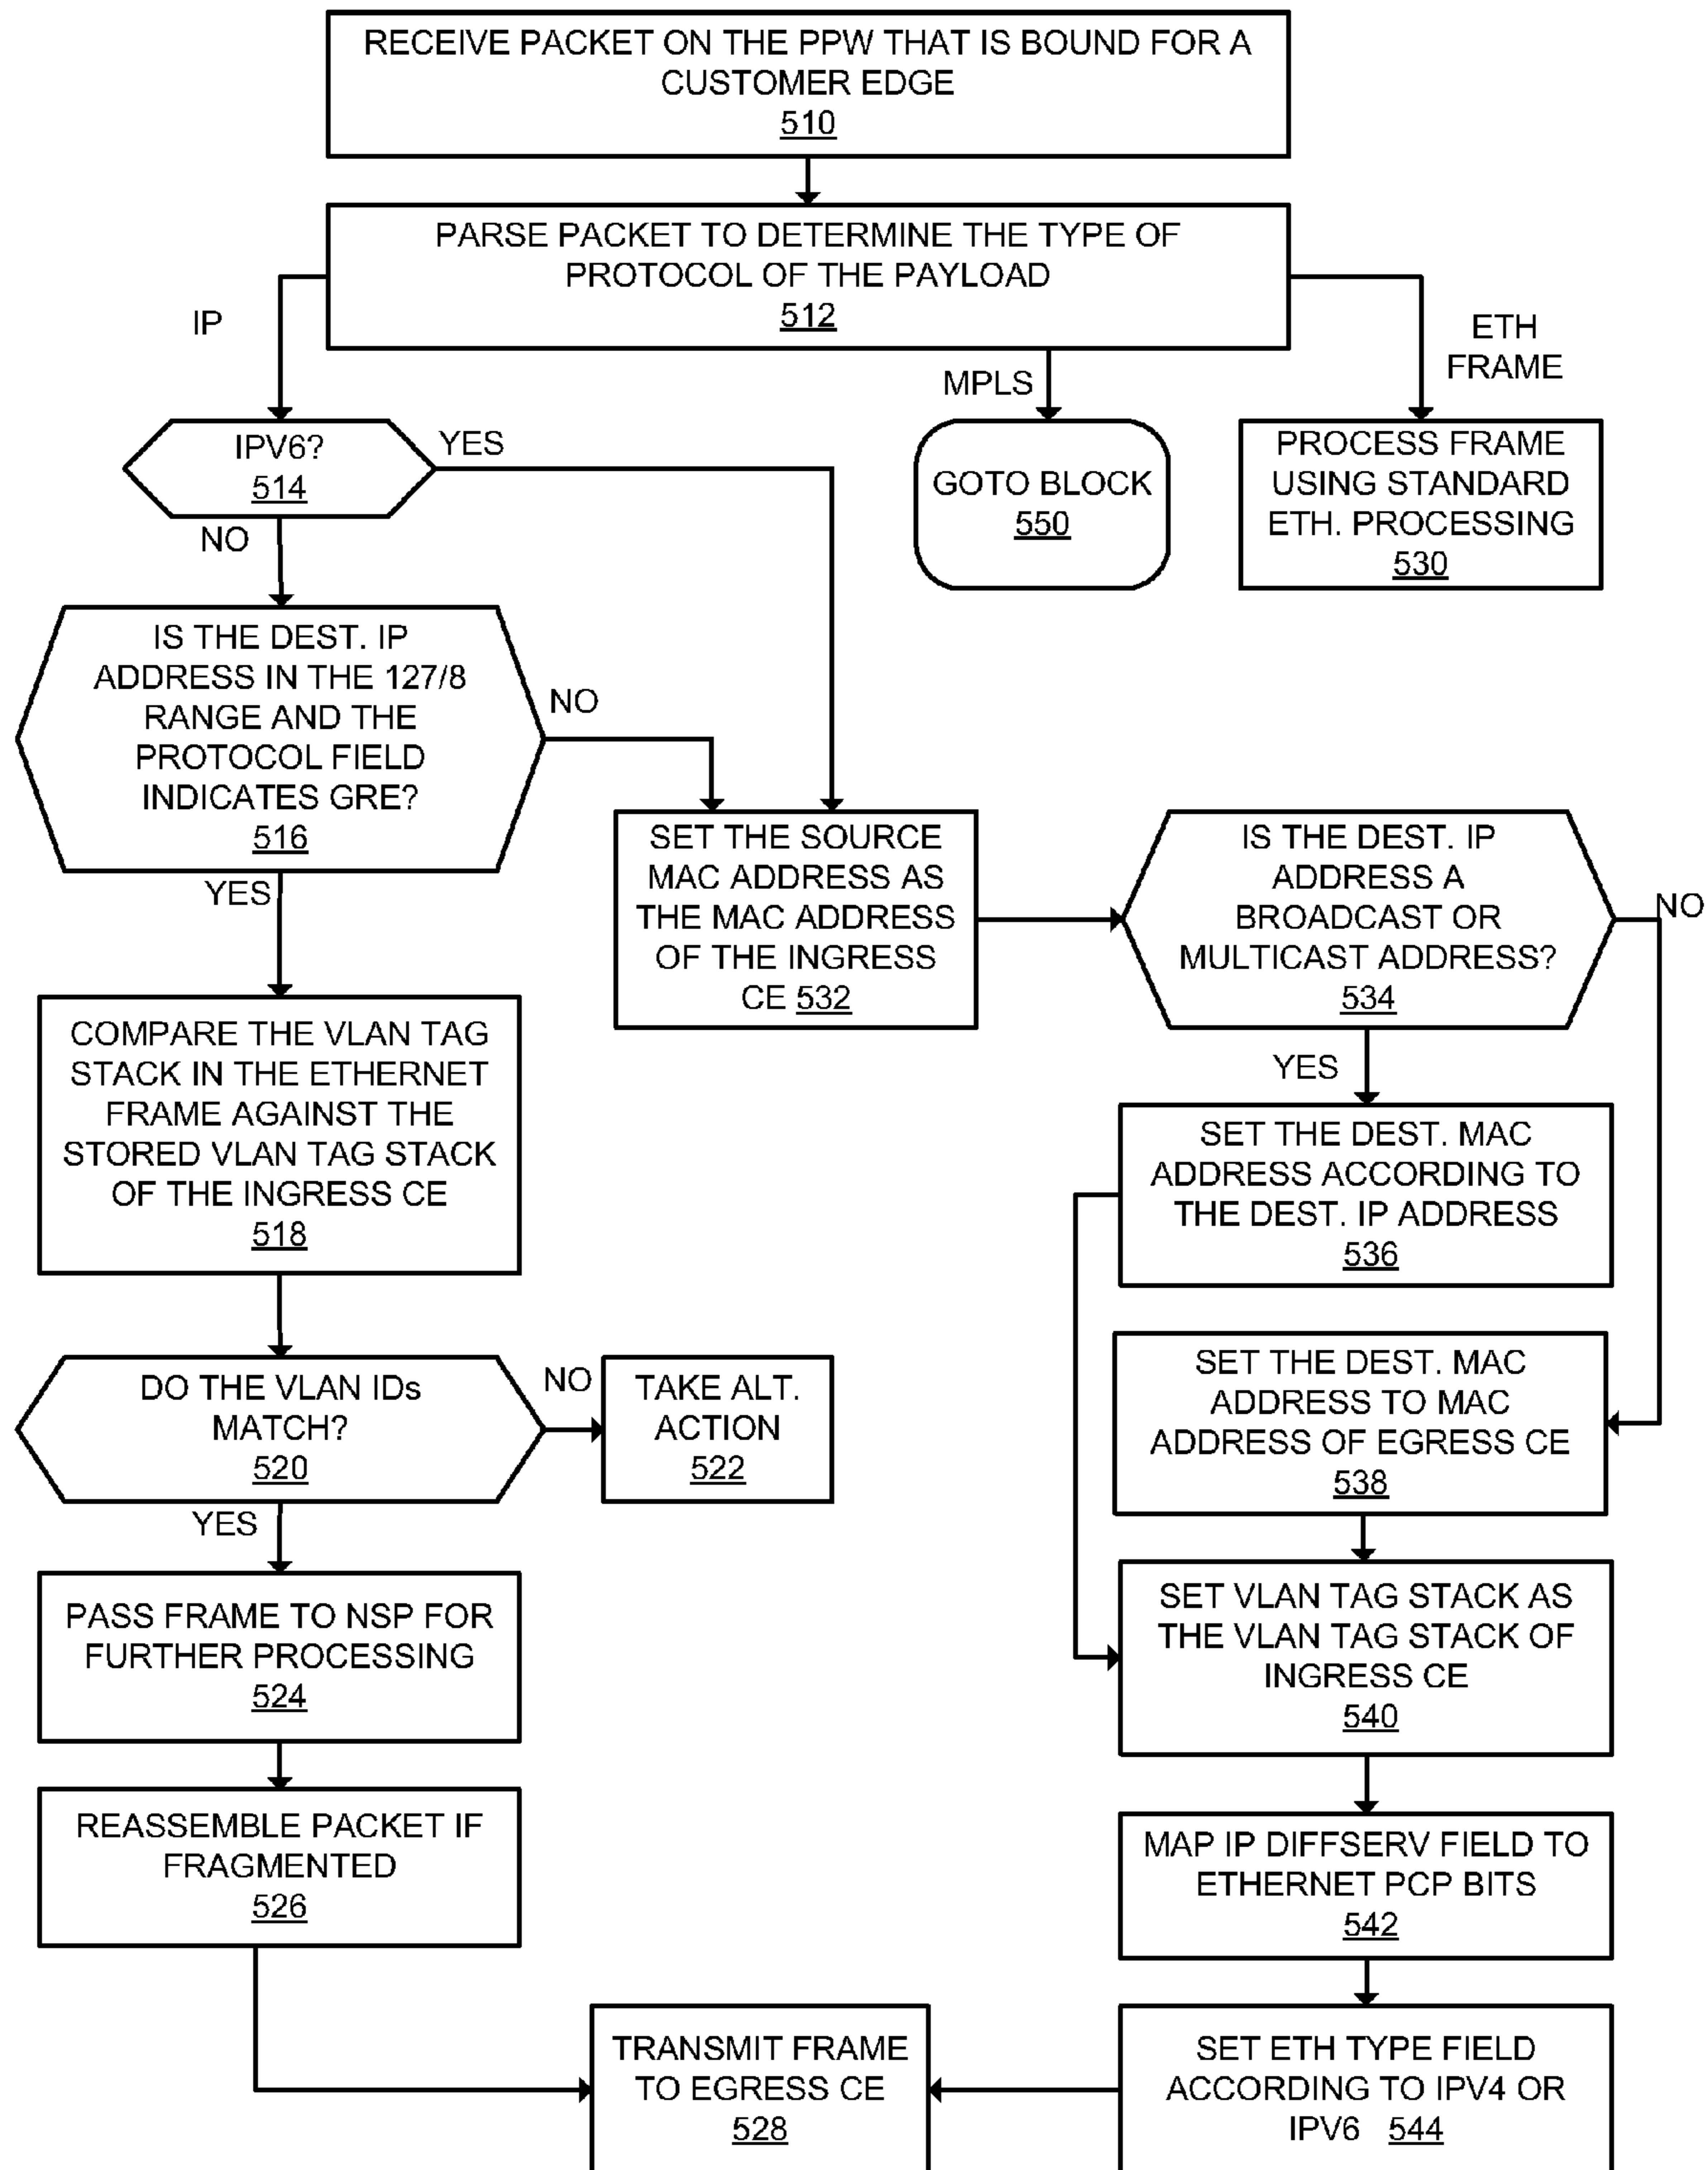 RECEIVE PACKET ON THE PPW THAT IS BOUND FOR A
CUSTOMER EDGE
510
PARSE PACKET TO DETERMINE THE TYPE OF
PROTOCOL OF THE PAYLOAD
512
IP
MPLS
ETH
FRAME
IPV6?
514
YES
NO
GOTO BLOCK
550
PROCESS FRAME
USING STANDARD
ETH. PROCESSING
530
IS THE DEST. IP
ADDRESS IN THE 127/8
RANGE AND THE
PROTOCOL FIELD
INDICATES GRE?
516
NO
YES
SET THE SOURCE
MAC ADDRESS AS
THE MAC ADDRESS
OF THE INGRESS
CE 532
IS THE DEST. IP
ADDRESS A
BROADCAST OR
MULTICAST ADDRESS?
534
NO
YES
COMPARE THE VLAN TAG
STACK IN THE ETHERNET
FRAME AGAINST THE
STORED VLAN TAG STACK
OF THE INGRESS CE
518
SET THE DEST. MAC
ADDRESS ACCORDING TO
THE DEST. IP ADDRESS
536
DO THE VLAN IDs
MATCH?
520
NO
YES
TAKE ALT.
ACTION
522
SET THE DEST. MAC
ADDRESS TO MAC
ADDRESS OF EGRESS CE
538
PASS FRAME TO NSP FOR
FURTHER PROCESSING
524
SET VLAN TAG STACK AS
THE VLAN TAG STACK OF
INGRESS CE
540
REASSEMBLE PACKET IF
FRAGMENTED
526
MAP IP DIFFSERV FIELD TO
ETHERNET PCP BITS
542
TRANSMIT FRAME
TO EGRESS CE
528
SET ETH TYPE FIELD
ACCORDING TO IPV4 OR
IPV6 544